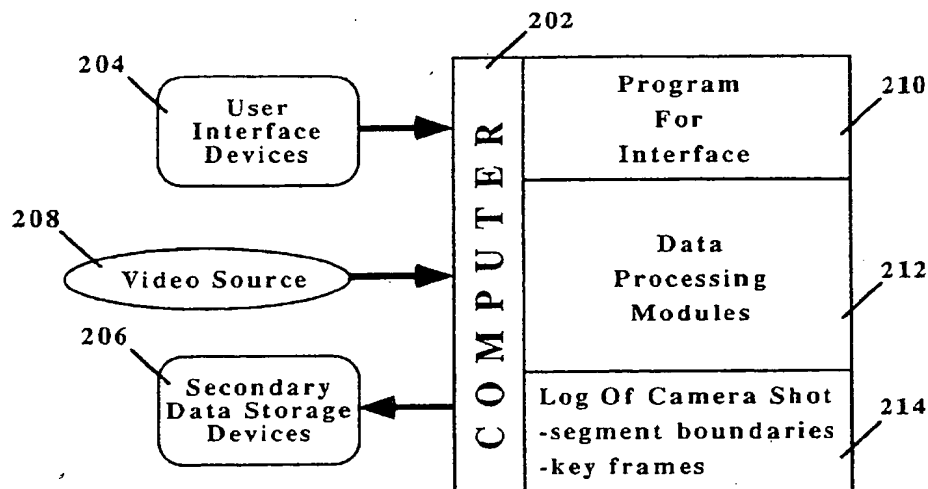 202
204
User
Interface
Devices
208
Video Source
206
Secondary
Data Storage
Devices
COMPUTER
Program
For
Interface
210
Data
Processing
Modules
212
Log Of Camera Shot
-segment boundaries
-key frames
214